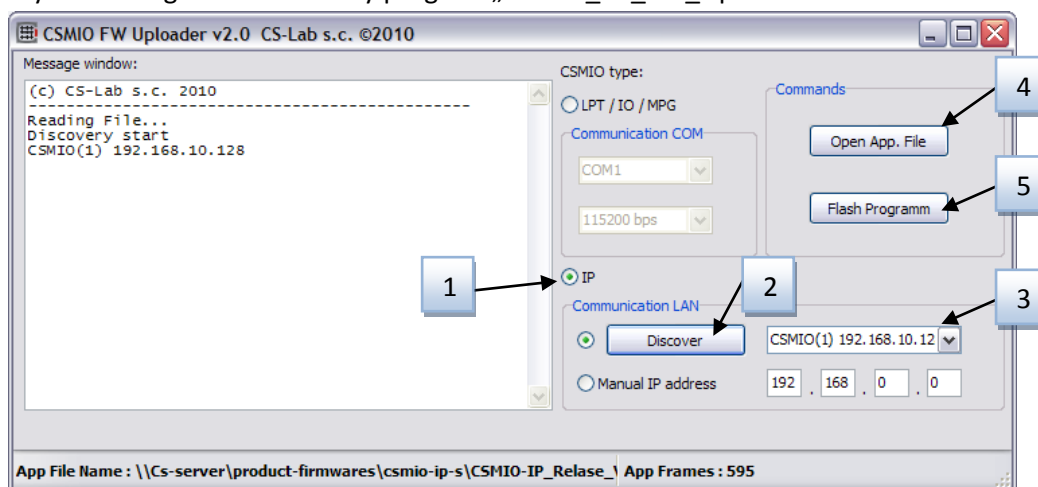 CSMIO FW Uploader v2.0 CS-Lab s.c. ©2010
Message window:
(c) CS-Lab s.c. 2010
------------------------------------------------
Reading File...
Discovery start
CSMIO(1) 192.168.10.128
CSMIO type:
LPT / IO / MPG
Communication COM
COM1
115200 bps
Commands
Open App. File
Flash Programm
4
5
1
IP
2
Communication LAN
Discover
CSMIO(1) 192.168.10.12
3
Manual IP address
192 . 168 . 0 . 0
App File Name : \\Cs-server\product-firmwares\csmio-ip-s\CSMIO-IP_Relase_\ App Frames : 595